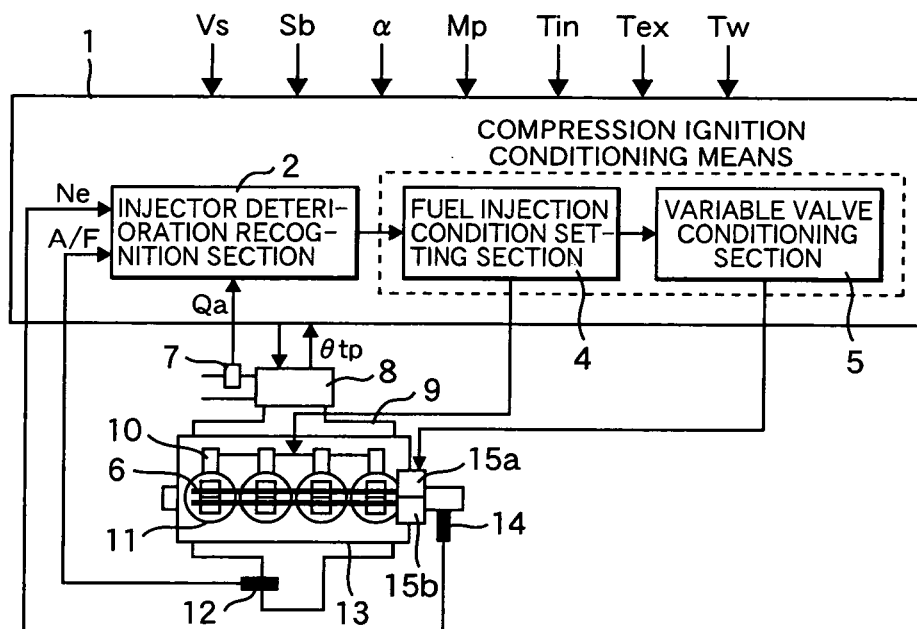 Vs Sb α Mp Tin Tex Tw
1
COMPRESSION IGNITION
CONDITIONING MEANS
2
Ne
A/F
INJECTOR DETERI-
ORATION RECOG-
NITION SECTION
FUEL INJECTION
CONDITION SET-
TING SECTION
VARIABLE VALVE
CONDITIONING
SECTION
Qa
4
5
7
θtp
8
9
10
6
11
15a
14
15b
12
13